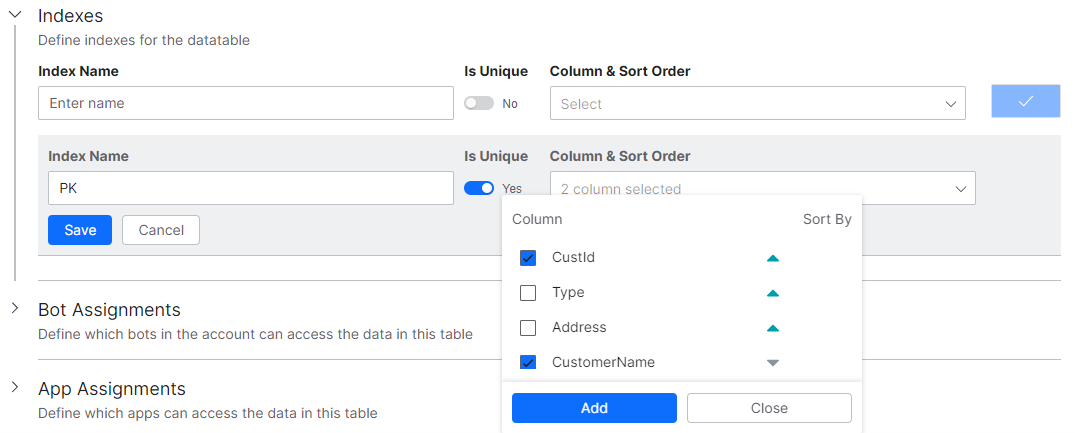 Indexes
Define indexes for the datatable
Index Name Is Unique Column & Sort Order
Enter name No Select
Index Name Is Unique Column & Sort Order
PK Yes 2 column selected
Save Cancel
Column Sort By
CustId
Type
Address
CustomerName
Add Close
Bot Assignments
Define which bots in the account can access the data in this table
App Assignments
Define which apps can access the data in this table